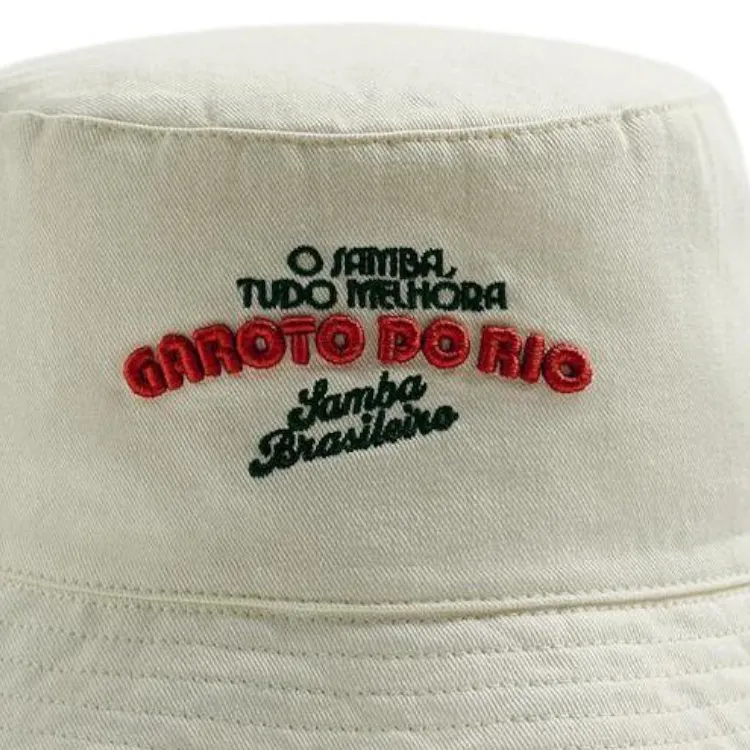 O SAMBA,
TUDO MELHORA
GAROTO DO RIO
Samba
Brasileiro